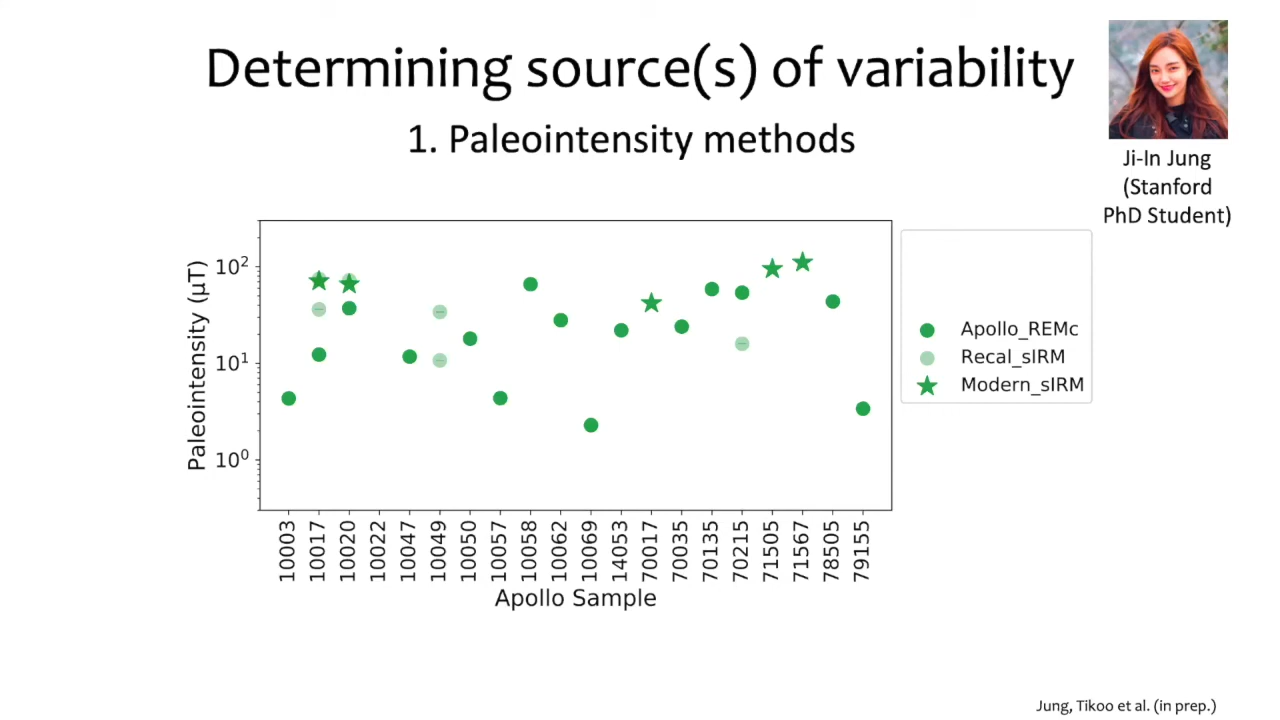 Determining source(s) of variability
1. Paleointensity methods
Ji-In Jung
(Stanford
PhD Student)
Paleointensity (μT)
10²
10¹
10⁰
Apollo_REMc
Recal_sIRM
Modern_sIRM
10003
10017
10020
10022
10047
10049
10050
10057
10058
10062
10069
14053
70017
70035
70135
70215
71505
71567
78505
79155
Apollo Sample
Jung, Tikoo et al. (in prep.)